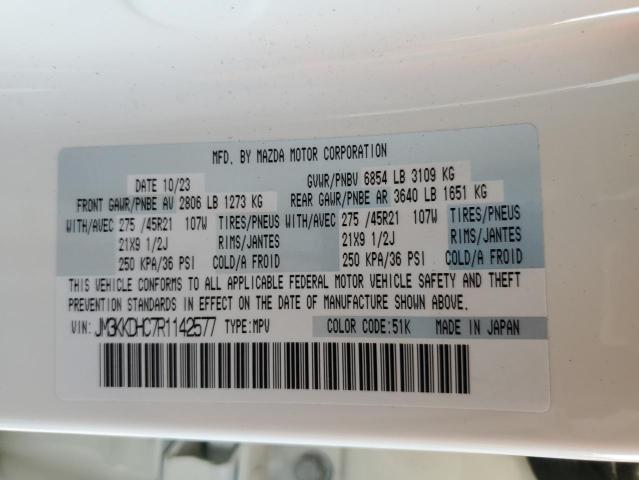 MFD. BY MAZDA MOTOR CORPORATION
DATE 10/23 GVWR/PNBV 6854 LB 3109 KG
FRONT GAWR/PNBE AV 2806 LB 1273 KG REAR GAWR/PNBE AR 3640 LB 1651 KG
WITH/AVEC 275 /45R21 107W TIRES/PNEUS WITH/AVEC 275 /45R21 107W TIRES/PNEUS
21X9 1/2J RIMS/JANTES 21X9 1/2J RIMS/JANTES
250 KPA/36 PSI COLD/A FROID 250 KPA/36 PSI COLD/A FROID
THIS VEHICLE CONFORMS TO ALL APPLICABLE FEDERAL MOTOR VEHICLE SAFETY AND THEFT
PREVENTION STANDARDS IN EFFECT ON THE DATE OF MANUFACTURE SHOWN ABOVE.
VIN: JM3KKDHC7R1142577 TYPE:MPV COLOR CODE:51K MADE IN JAPAN